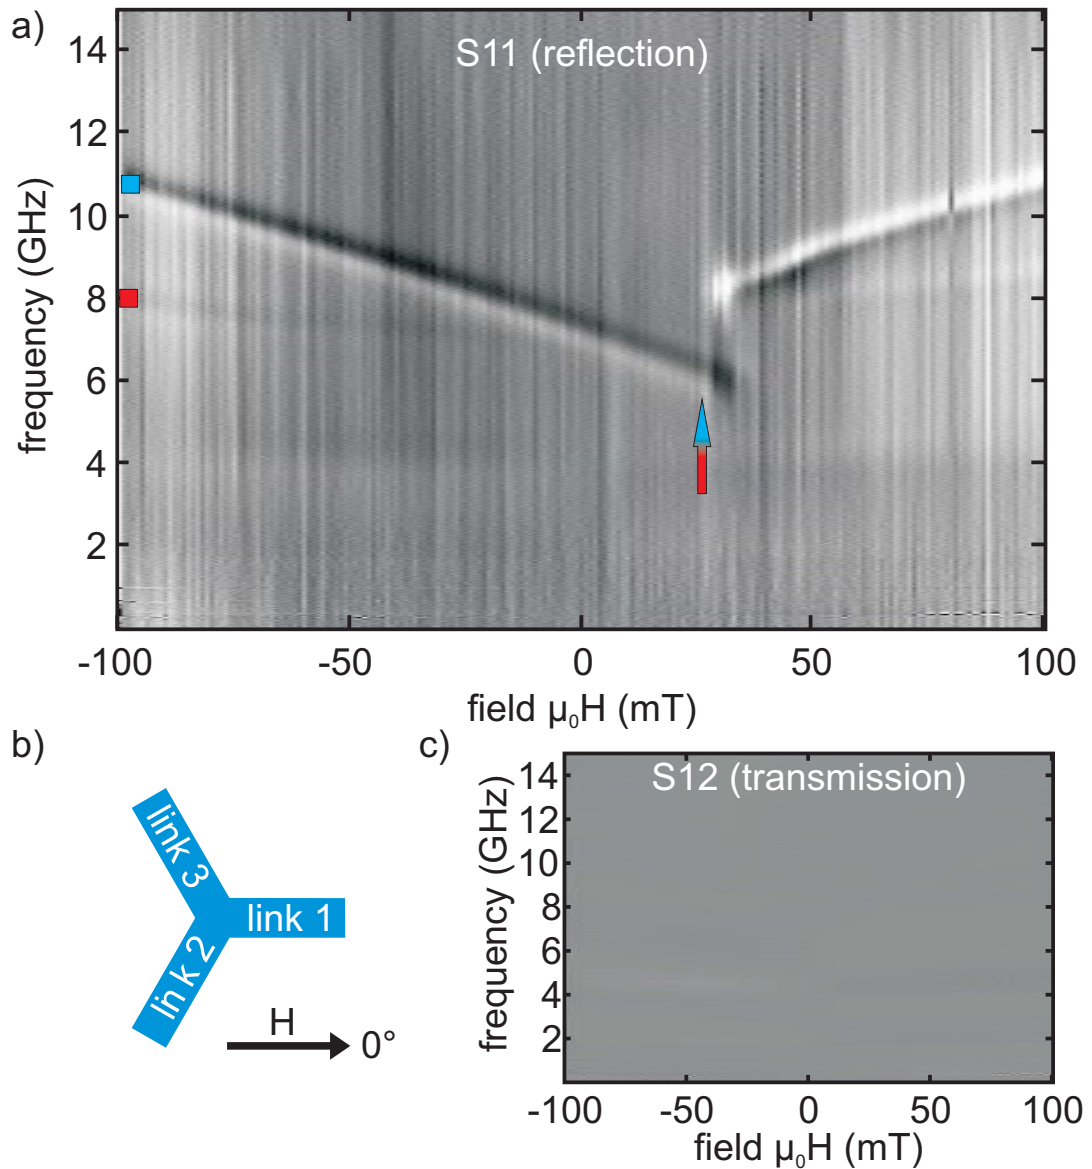 a)
S11 (reflection)
14
12
10
8
6
4
2
frequency (GHz)
-100
-50
0
50
100
field µ₀H (mT)
b)
link 3
link 1
link 2
H
0°
c)
S12 (transmission)
14
12
10
8
6
4
2
frequency (GHz)
-100
-50
0
50
100
field µ₀H (mT)